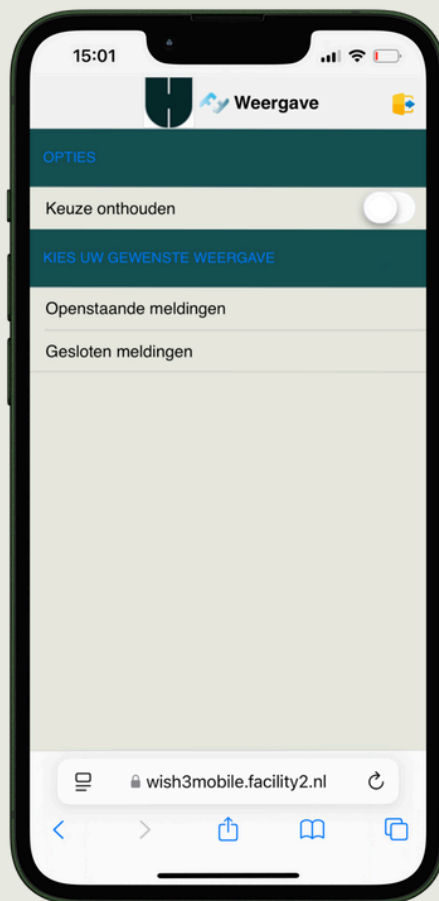 15:01
Weergave
OPTIES
Keuze onthouden
KIES UW GEWENSTE WEERGAVE
Openstaande meldingen
Gesloten meldingen
wish3mobile.facility2.nl